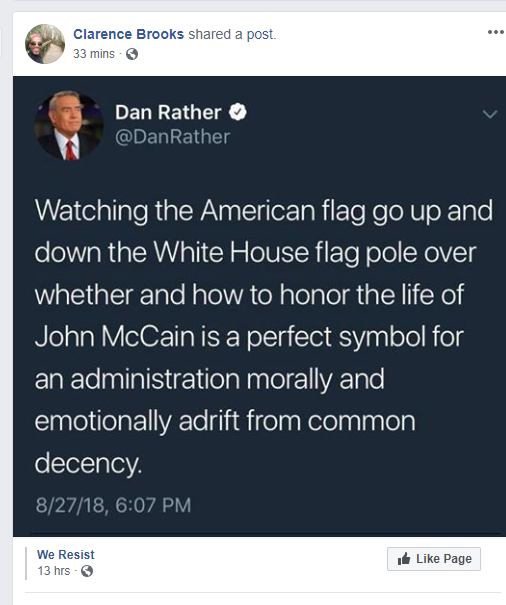 Clarence Brooks shared a post.
33 mins ·
Dan Rather
@DanRather
Watching the American flag go up and
down the White House flag pole over
whether and how to honor the life of
John McCain is a perfect symbol for
an administration morally and
emotionally adrift from common
decency.
8/27/18, 6:07 PM
We Resist
13 hrs ·
Like Page